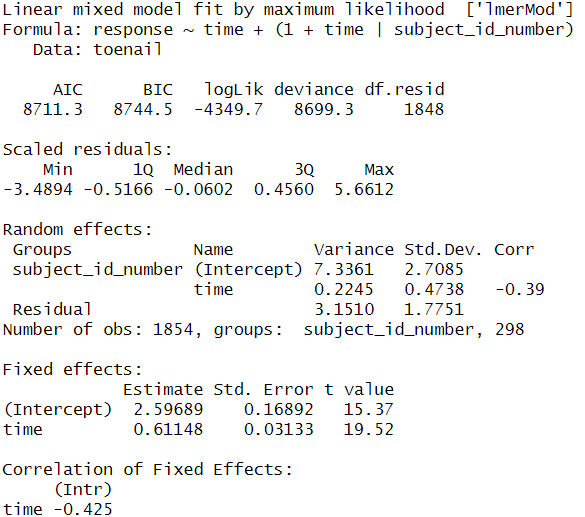 Linear mixed model fit by maximum likelihood  ['lmerMod']
Formula: response ~ time + (1 + time | subject_id_number)
   Data: toenail

     AIC      BIC   logLik deviance df.resid
  8711.3   8744.5  -4349.7   8699.3     1848

Scaled residuals:
    Min      1Q  Median      3Q     Max
-3.4894 -0.5166 -0.0602  0.4560  5.6612

Random effects:
 Groups            Name        Variance Std.Dev. Corr
 subject_id_number (Intercept) 7.3361   2.7085
                   time        0.2245   0.4738   -0.39
 Residual                      3.1510   1.7751
Number of obs: 1854, groups:  subject_id_number, 298

Fixed effects:
            Estimate Std. Error t value
(Intercept)  2.59689    0.16892   15.37
time         0.61148    0.03133   19.52

Correlation of Fixed Effects:
     (Intr)
time -0.425